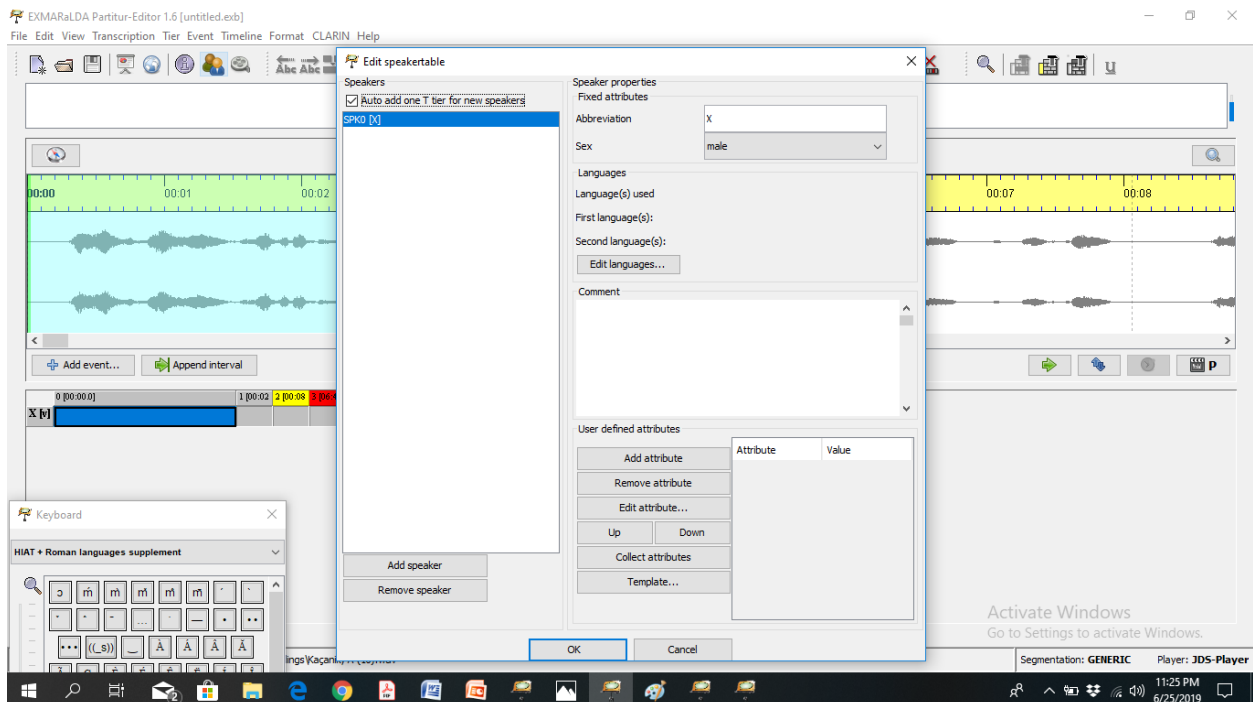 EXMARaLDA Partitur-Editor 1.6 [untitled.exb]
File Edit View Transcription Tier Event Timeline Format CLARIN Help
Abc Abc
Edit speakertable
Speakers
Auto add one T tier for new speakers
SPK0 [X]
Add speaker
Remove speaker
Speaker properties
Fixed attributes
Abbreviation X
Sex male
Languages
Language(s) used
First language(s):
Second language(s):
Edit languages...
Comment
User defined attributes
Add attribute
Remove attribute
Edit attribute...
Up Down
Collect attributes
Template...
Attribute Value
OK Cancel
00:00 00:01 00:02 00:07 00:08
Add event... Append interval
P
0 [00:00.0] 1 [00:02 2 [00:08
X [v]
Keyboard
HIAT + Roman languages supplement
((_s)) À Á Â Ã
Activate Windows
Go to Settings to activate Windows.
Segmentation: GENERIC Player: JDS-Player
11:25 PM
6/25/2019